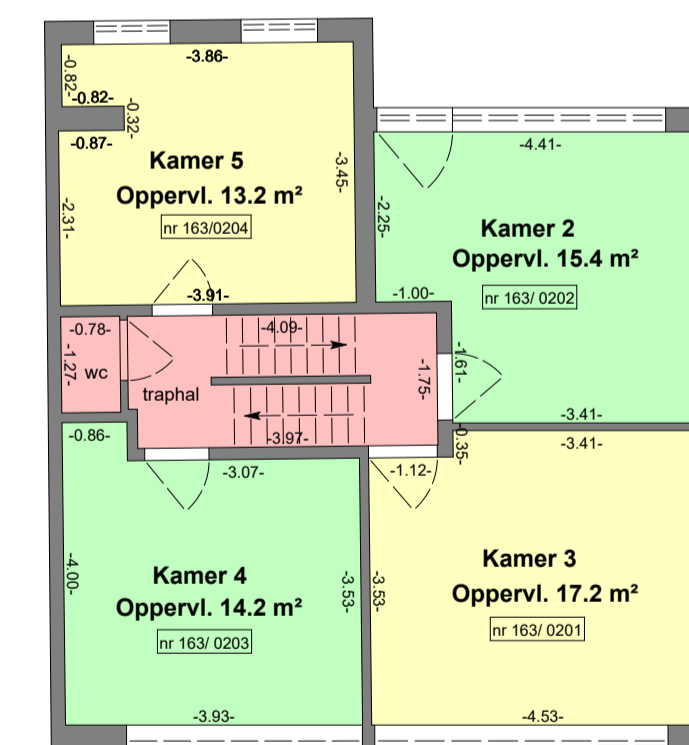 -3.86-
-0.82-
-0.82-
-0.32-
-0.87-
Kamer 5
Oppervl. 13.2 m²
nr 163/0204
-3.45-
-2.31-
-3.91-
-4.41-
-2.25-
Kamer 2
Oppervl. 15.4 m²
nr 163/ 0202
-1.00-
-1.61-
-3.41-
-0.78-
-1.27-
wc
traphal
-4.09-
-1.75-
-3.97-
-0.35-
-0.86-
-3.07-
-4.00-
Kamer 4
Oppervl. 14.2 m²
nr 163/ 0203
-3.53-
-3.93-
-3.41-
-1.12-
-3.53-
Kamer 3
Oppervl. 17.2 m²
nr 163/ 0201
-4.53-